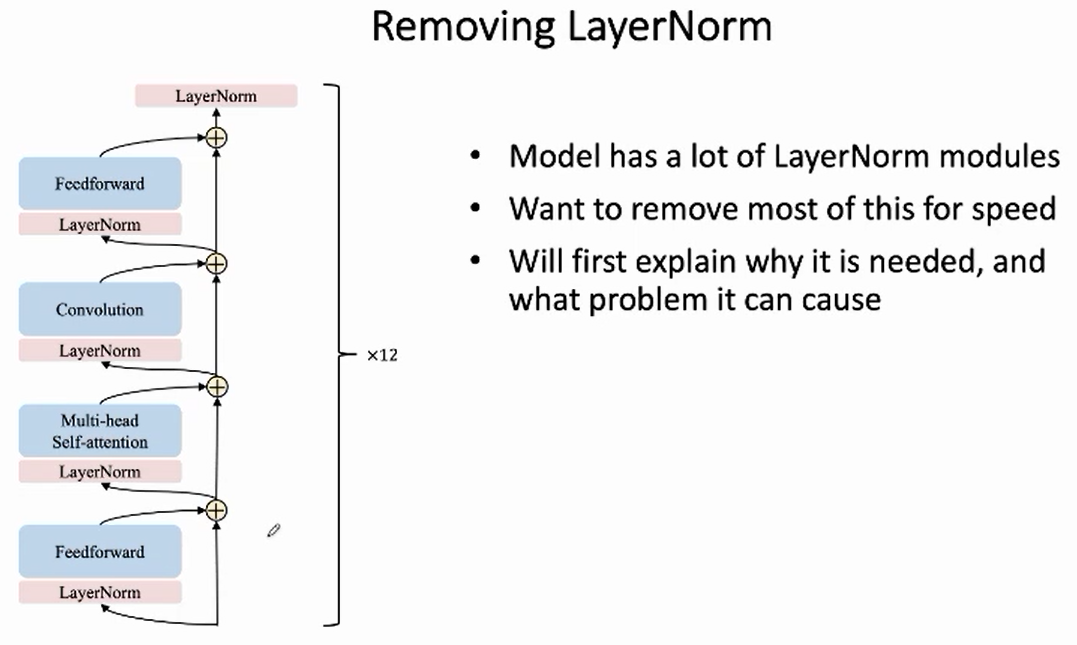 Removing LayerNorm
LayerNorm
Feedforward
LayerNorm
Convolution
LayerNorm
Multi-head
Self-attention
LayerNorm
Feedforward
LayerNorm
×12
• Model has a lot of LayerNorm modules
• Want to remove most of this for speed
• Will first explain why it is needed, and
what problem it can cause